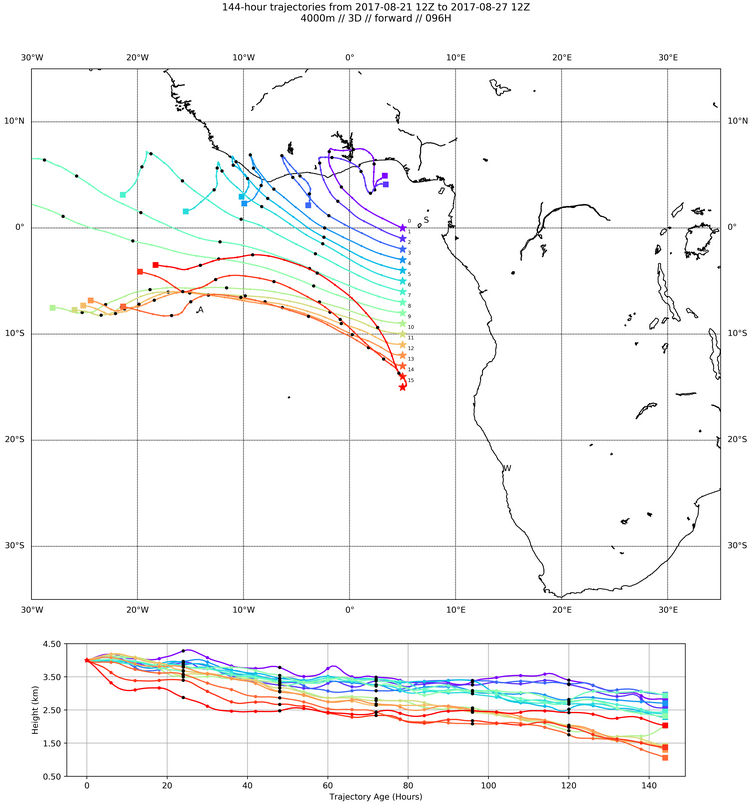 144-hour trajectories from 2017-08-21 12Z to 2017-08-27 12Z
4000m // 3D // forward // 096H
30°W 20°W 10°W 0° 10°E 20°E 30°E
10°N 10°N
0° 0°
10°S 10°S
20°S 20°S
30°S 30°S
S
A
W
0
1
2
3
4
5
6
7
8
9
10
11
12
13
14
15
30°W 20°W 10°W 0° 10°E 20°E 30°E
4.50
3.50
2.50
1.50
0.50
Height (km)
0 20 40 60 80 100 120 140
Trajectory Age (Hours)